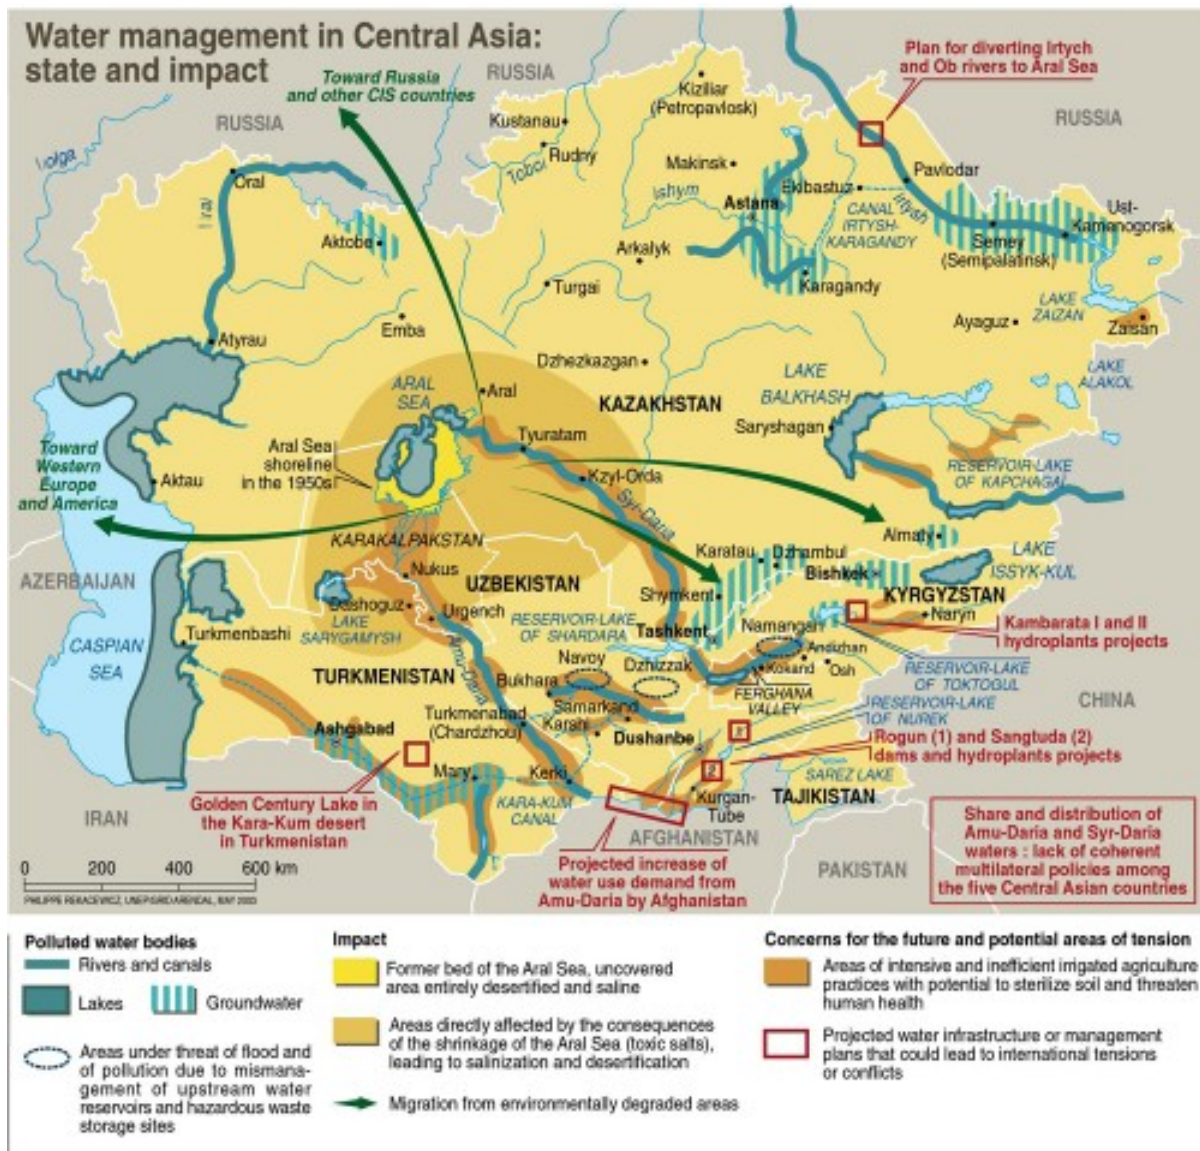 Water management in Central Asia:
state and impact
Toward Russia
and other CIS countries
RUSSIA
RUSSIA
Plan for diverting Irtych
and Ob rivers to Aral Sea
RUSSIA
Kiziliar
(Petropavlosk)
Kustanau
Rudny
Tobol
Makinsk
Ishym
Astana
Ekibastuz
Pavlodar
CANAL
IRTYSH-
KARAGANDY
Irtysh
Ust-
Kamenogorsk
Semey
(Semipalatinsk)
Volga
Oral
Ural
Aktobe
Arkalyk
Karagandy
Turgai
LAKE
ZAIZAN
Ayaguz
Zaisan
Emba
Atyrau
Dzhezkazgan
LAKE
BALKHASH
LAKE
ALAKOL
ARAL
SEA
Aral
KAZAKHSTAN
Saryshagan
Toward
Western
Europe
and America
Aral Sea
shoreline
in the 1950s
Tyuratam
Aktau
Kzyl-Orda
RESERVOIR-LAKE
OF KAPCHAGAI
Syr-Daria
KARAKALPAKSTAN
Almaty
Karatau
Dzhambul
LAKE
ISSYK-KUL
AZERBAIJAN
Nukus
UZBEKISTAN
Bishkek
Shymkent
KYRGYZSTAN
Dashoguz
LAKE
SARYGAMYSH
Urgench
RESERVOIR-LAKE
OF SHARDARA
Tashkent
Namangan
Naryn
Kambarata I and II
hydroplants projects
Turkmenbashi
CASPIAN
SEA
Amu-Daria
Navoy
Dzhizzak
Andizhan
Kokand
Osh
RESERVOIR-LAKE
OF TOKTOGUL
TURKMENISTAN
Bukhara
FERGHANA
VALLEY
CHINA
Samarkand
RESERVOIR-LAKE
OF NUREK
Ashgabad
Turkmenabad
(Chardzhou)
Karshi
Dushanbe
1
Rogun (1) and Sangtuda (2)
dams and hydroplants projects
Mary
Kerki
2
SAREZ LAKE
Golden Century Lake in
the Kara-Kum desert
in Turkmenistan
KARA-KUM
CANAL
Kurgan-
Tube
TAJIKISTAN
IRAN
AFGHANISTAN
Share and distribution of
Amu-Daria and Syr-Daria
waters : lack of coherent
multilateral policies among
the five Central Asian countries
Projected increase of
water use demand from
Amu-Daria by Afghanistan
PAKISTAN
0 200 400 600 km
PHILIPPE REKACEWICZ, UNEP/GRID ARENDAL, MAY 2003
Polluted water bodies
Rivers and canals
Lakes
Groundwater
Areas under threat of flood and
of pollution due to mismana-
gement of upstream water
reservoirs and hazardous waste
storage sites
Impact
Former bed of the Aral Sea, uncovered
area entirely desertified and saline
Areas directly affected by the consequences
of the shrinkage of the Aral Sea (toxic salts),
leading to salinization and desertification
Migration from environmentally degraded areas
Concerns for the future and potential areas of tension
Areas of intensive and inefficient irrigated agriculture
practices with potential to sterilize soil and threaten
human health
Projected water infrastructure or management
plans that could lead to international tensions
or conflicts